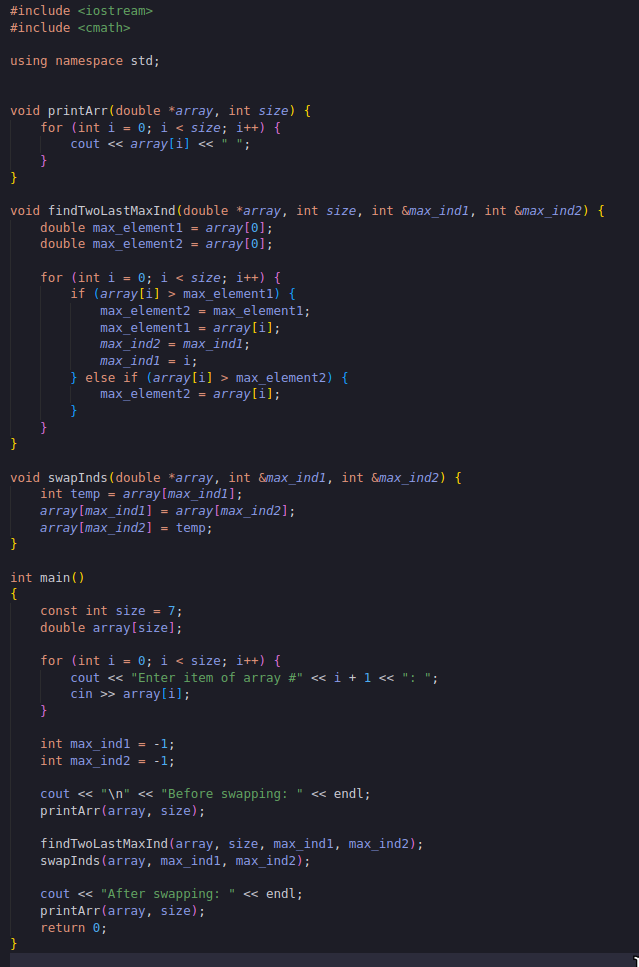 #include <iostream>
#include <cmath>

using namespace std;


void printArr(double *array, int size) {
    for (int i = 0; i < size; i++) {
        cout << array[i] << " ";
    }
}

void findTwoLastMaxInd(double *array, int size, int &max_ind1, int &max_ind2) {
    double max_element1 = array[0];
    double max_element2 = array[0];

    for (int i = 0; i < size; i++) {
        if (array[i] > max_element1) {
            max_element2 = max_element1;
            max_element1 = array[i];
            max_ind2 = max_ind1;
            max_ind1 = i;
        } else if (array[i] > max_element2) {
            max_element2 = array[i];
        }
    }
}

void swapInds(double *array, int &max_ind1, int &max_ind2) {
    int temp = array[max_ind1];
    array[max_ind1] = array[max_ind2];
    array[max_ind2] = temp;
}

int main()
{
    const int size = 7;
    double array[size];

    for (int i = 0; i < size; i++) {
        cout << "Enter item of array #" << i + 1 << ": ";
        cin >> array[i];
    }

    int max_ind1 = -1;
    int max_ind2 = -1;

    cout << "\n" << "Before swapping: " << endl;
    printArr(array, size);

    findTwoLastMaxInd(array, size, max_ind1, max_ind2);
    swapInds(array, max_ind1, max_ind2);

    cout << "After swapping: " << endl;
    printArr(array, size);
    return 0;
}